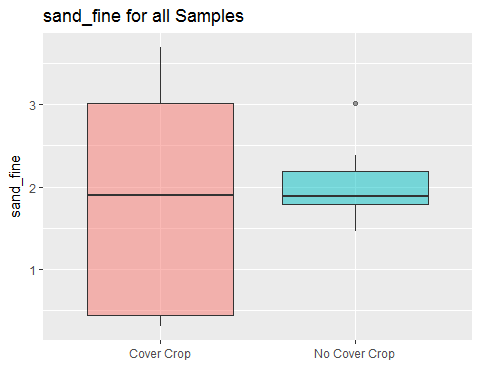 sand_fine for all Samples
sand_fine
3
2
1
Cover Crop
No Cover Crop